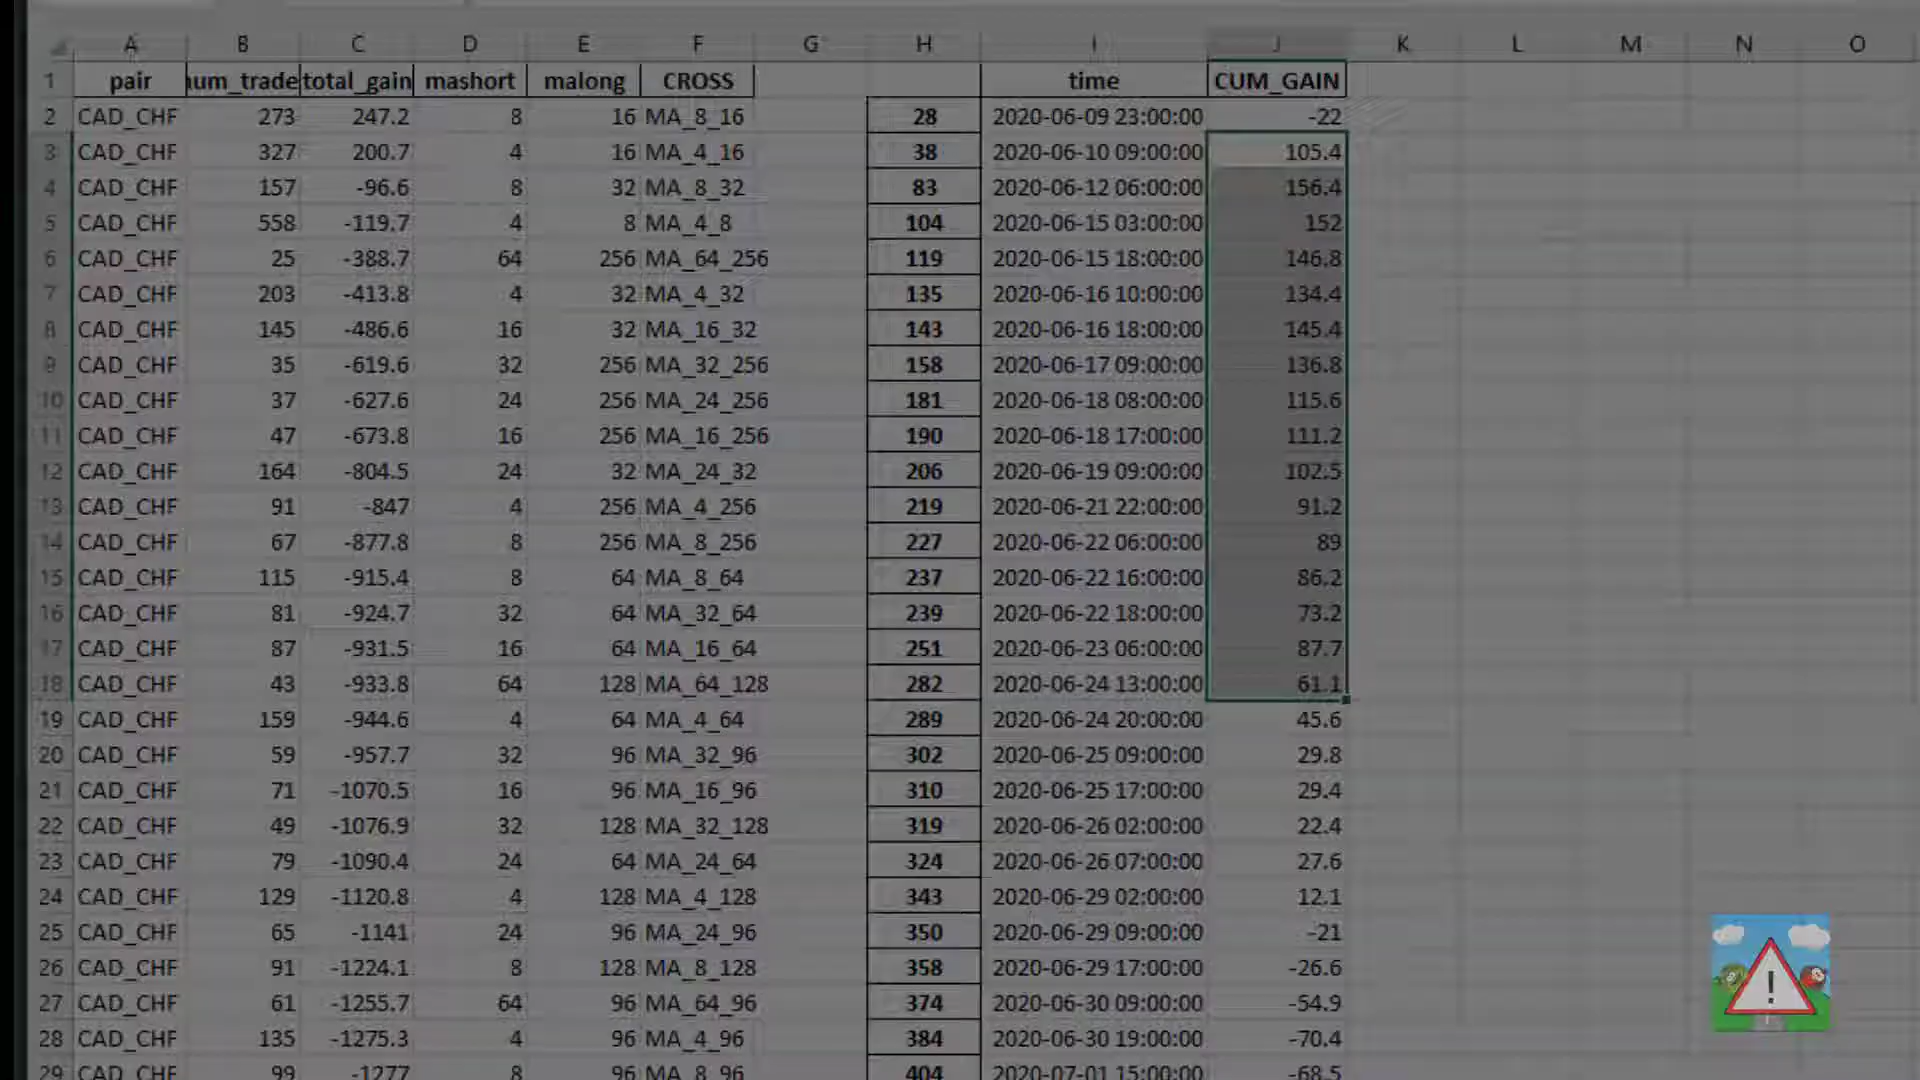 A B C D E F G H I J K L M N O
1 pair num_trade total_gain mashort malong CROSS time CUM_GAIN
2 CAD_CHF 273 247.2 8 16 MA_8_16 28 2020-06-09 23:00:00 -22
3 CAD_CHF 327 200.7 4 16 MA_4_16 38 2020-06-10 09:00:00 105.4
4 CAD_CHF 157 -96.6 8 32 MA_8_32 83 2020-06-12 06:00:00 156.4
5 CAD_CHF 558 -119.7 4 8 MA_4_8 104 2020-06-15 03:00:00 152
6 CAD_CHF 25 -388.7 64 256 MA_64_256 119 2020-06-15 18:00:00 146.8
7 CAD_CHF 203 -413.8 4 32 MA_4_32 135 2020-06-16 10:00:00 134.4
8 CAD_CHF 145 -486.6 16 32 MA_16_32 143 2020-06-16 18:00:00 145.4
9 CAD_CHF 35 -619.6 32 256 MA_32_256 158 2020-06-17 09:00:00 136.8
10 CAD_CHF 37 -627.6 24 256 MA_24_256 181 2020-06-18 08:00:00 115.6
11 CAD_CHF 47 -673.8 16 256 MA_16_256 190 2020-06-18 17:00:00 111.2
12 CAD_CHF 164 -804.5 24 32 MA_24_32 206 2020-06-19 09:00:00 102.5
13 CAD_CHF 91 -847 4 256 MA_4_256 219 2020-06-21 22:00:00 91.2
14 CAD_CHF 67 -877.8 8 256 MA_8_256 227 2020-06-22 06:00:00 89
15 CAD_CHF 115 -915.4 8 64 MA_8_64 237 2020-06-22 16:00:00 86.2
16 CAD_CHF 81 -924.7 32 64 MA_32_64 239 2020-06-22 18:00:00 73.2
17 CAD_CHF 87 -931.5 16 64 MA_16_64 251 2020-06-23 06:00:00 87.7
18 CAD_CHF 43 -933.8 64 128 MA_64_128 282 2020-06-24 13:00:00 61.1
19 CAD_CHF 159 -944.6 4 64 MA_4_64 289 2020-06-24 20:00:00 45.6
20 CAD_CHF 59 -957.7 32 96 MA_32_96 302 2020-06-25 09:00:00 29.8
21 CAD_CHF 71 -1070.5 16 96 MA_16_96 310 2020-06-25 17:00:00 29.4
22 CAD_CHF 49 -1076.9 32 128 MA_32_128 319 2020-06-26 02:00:00 22.4
23 CAD_CHF 79 -1090.4 24 64 MA_24_64 324 2020-06-26 07:00:00 27.6
24 CAD_CHF 129 -1120.8 4 128 MA_4_128 343 2020-06-29 02:00:00 12.1
25 CAD_CHF 65 -1141 24 96 MA_24_96 350 2020-06-29 09:00:00 -21
26 CAD_CHF 91 -1224.1 8 128 MA_8_128 358 2020-06-29 17:00:00 -26.6
27 CAD_CHF 61 -1255.7 64 96 MA_64_96 374 2020-06-30 09:00:00 -54.9
28 CAD_CHF 135 -1275.3 4 96 MA_4_96 384 2020-06-30 19:00:00 -70.4
29 CAD_CHF 99 -1277 8 96 MA_8_96 404 2020-07-01 15:00:00 -68.5